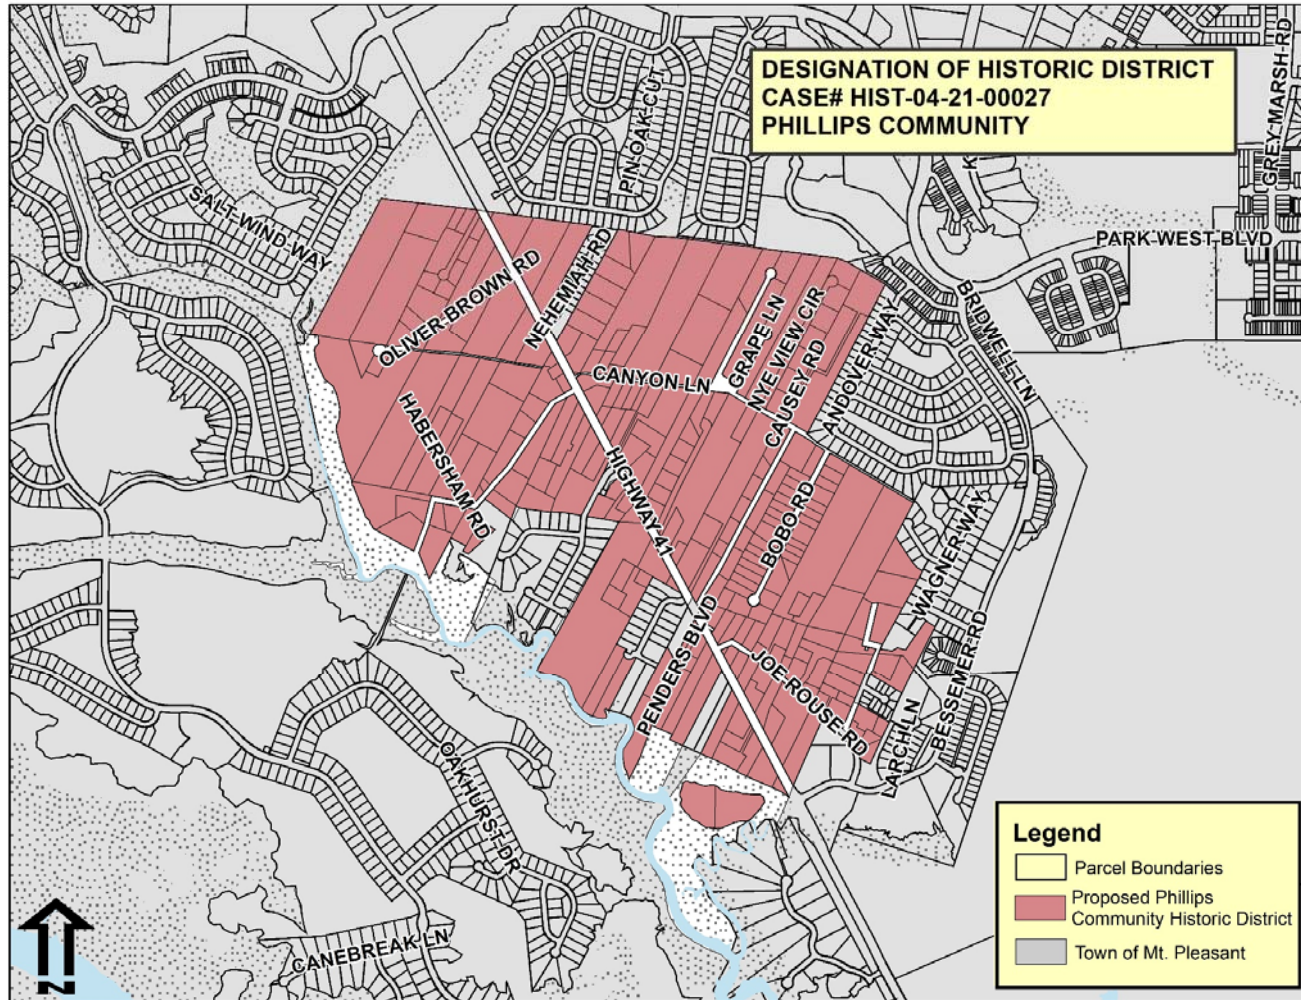 DESIGNATION OF HISTORIC DISTRICT
CASE# HIST-04-21-00027
PHILLIPS COMMUNITY
GREY MARSH RD
K
PIN OAK CUT
SALT WIND WAY
PARK WEST BLVD
OLIVER BROWN RD
NEHEMIAH RD
BRIDWELL LN
GRAPE LN
NYE VIEW CIR
CAUSEY RD
ANDOVER WAY
CANYON LN
HABERSHAM RD
HIGHWAY 41
BOBO RD
WAGNER WAY
PENDERS BLVD
JOE ROUSE RD
BESSEMER RD
LARCH LN
OAKHURST DR
CANEBREAK LN
N
Legend
Parcel Boundaries
Proposed Phillips
Community Historic District
Town of Mt. Pleasant